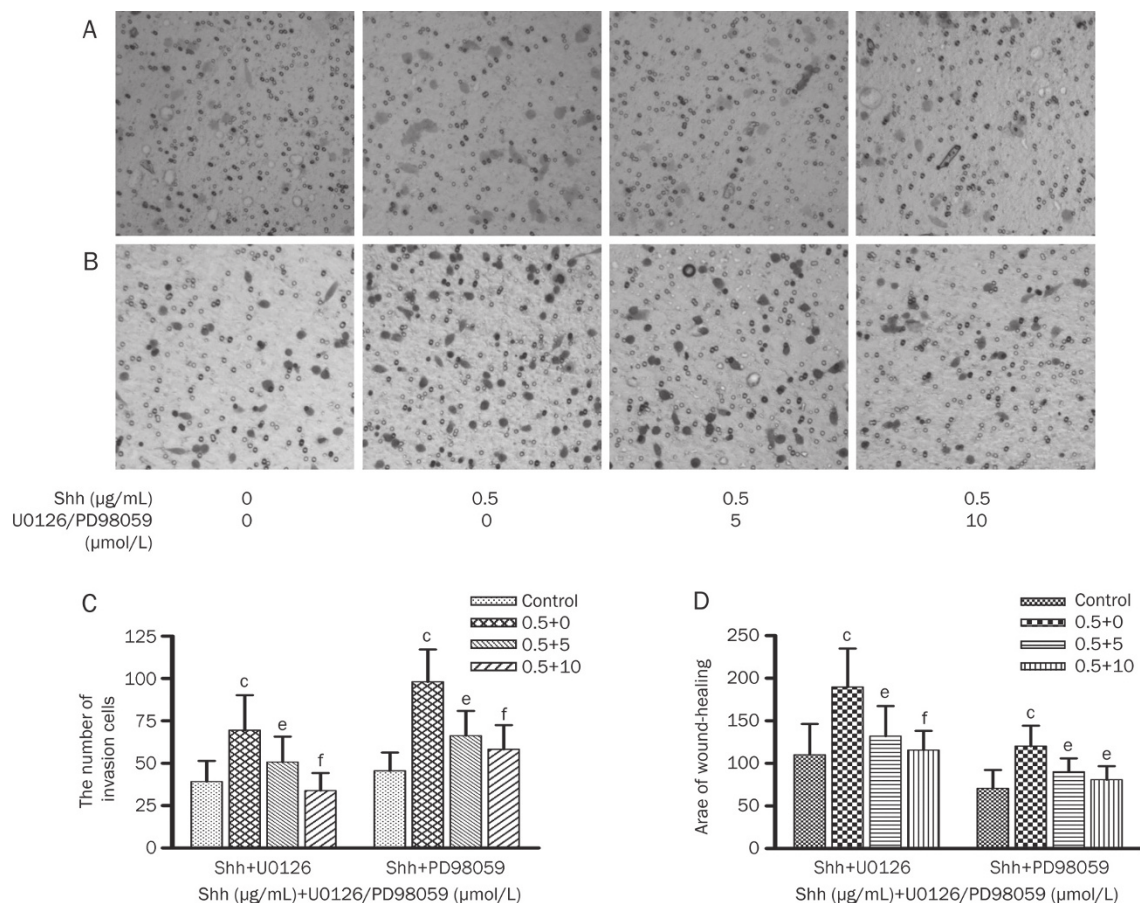 A
B
Shh (µg/mL) 0 0.5 0.5 0.5
U0126/PD98059 0 0 5 10
(µmol/L)
C
Control
0.5+0
0.5+5
0.5+10
The number of
invasion cells
125
100
75
50
25
0
c
e
f
c
e
f
Shh+U0126 Shh+PD98059
Shh (µg/mL)+U0126/PD98059 (µmol/L)
D
Control
0.5+0
0.5+5
0.5+10
Arae of wound-healing
250
200
150
100
50
0
c
e
f
c
e
e
Shh+U0126 Shh+PD98059
Shh (µg/mL)+U0126/PD98059 (µmol/L)